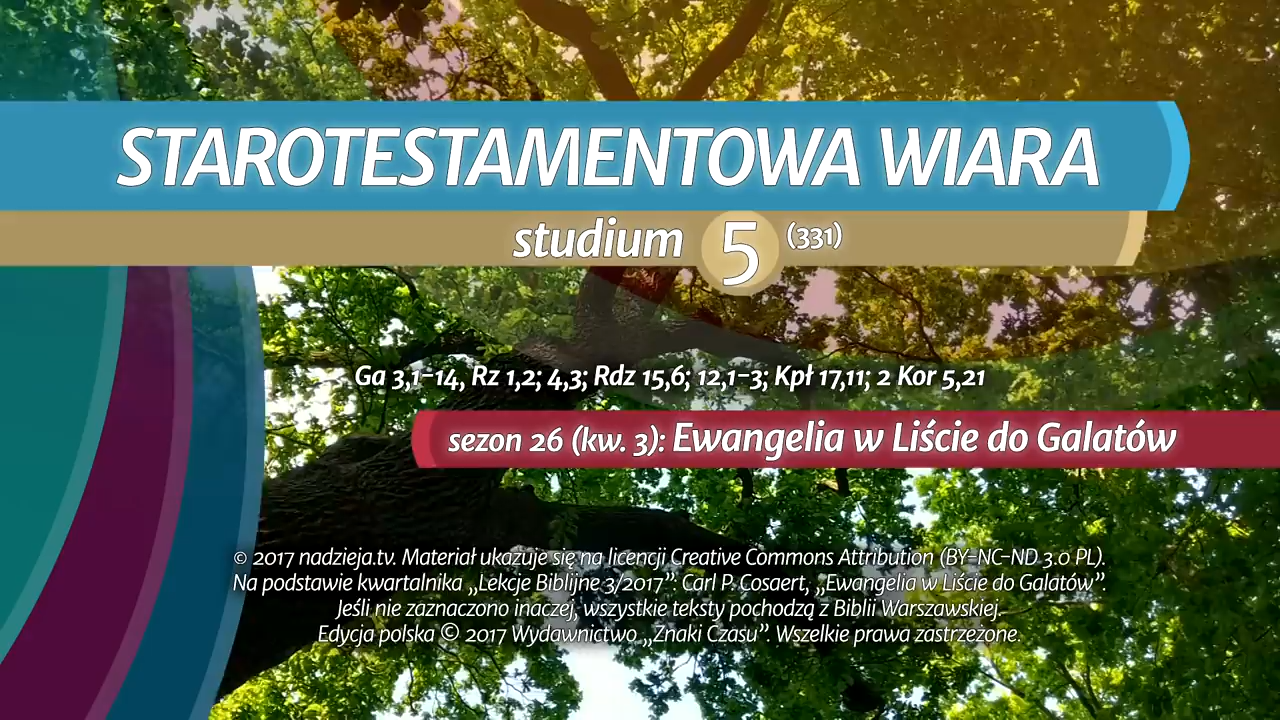 STAROTESTAMENTOWA WIARA
studium 5 (331)
Ga 3,1-14, Rz 1,2; 4,3; Rdz 15,6; 12,1-3; Kpł 17,11; 2 Kor 5,21
sezon 26 (kw. 3): Ewangelia w Liście do Galatów
© 2017 nadzieja.tv. Materiał ukazuje się na licencji Creative Commons Attribution (BY-NC-ND 3.0 PL).
Na podstawie kwartalnika „Lekcje Biblijne 3/2017”: Carl P. Cosaert, „Ewangelia w Liście do Galatów”.
Jeśli nie zaznaczono inaczej, wszystkie teksty pochodzą z Biblii Warszawskiej.
Edycja polska © 2017 Wydawnictwo „Znaki Czasu”. Wszelkie prawa zastrzeżone.